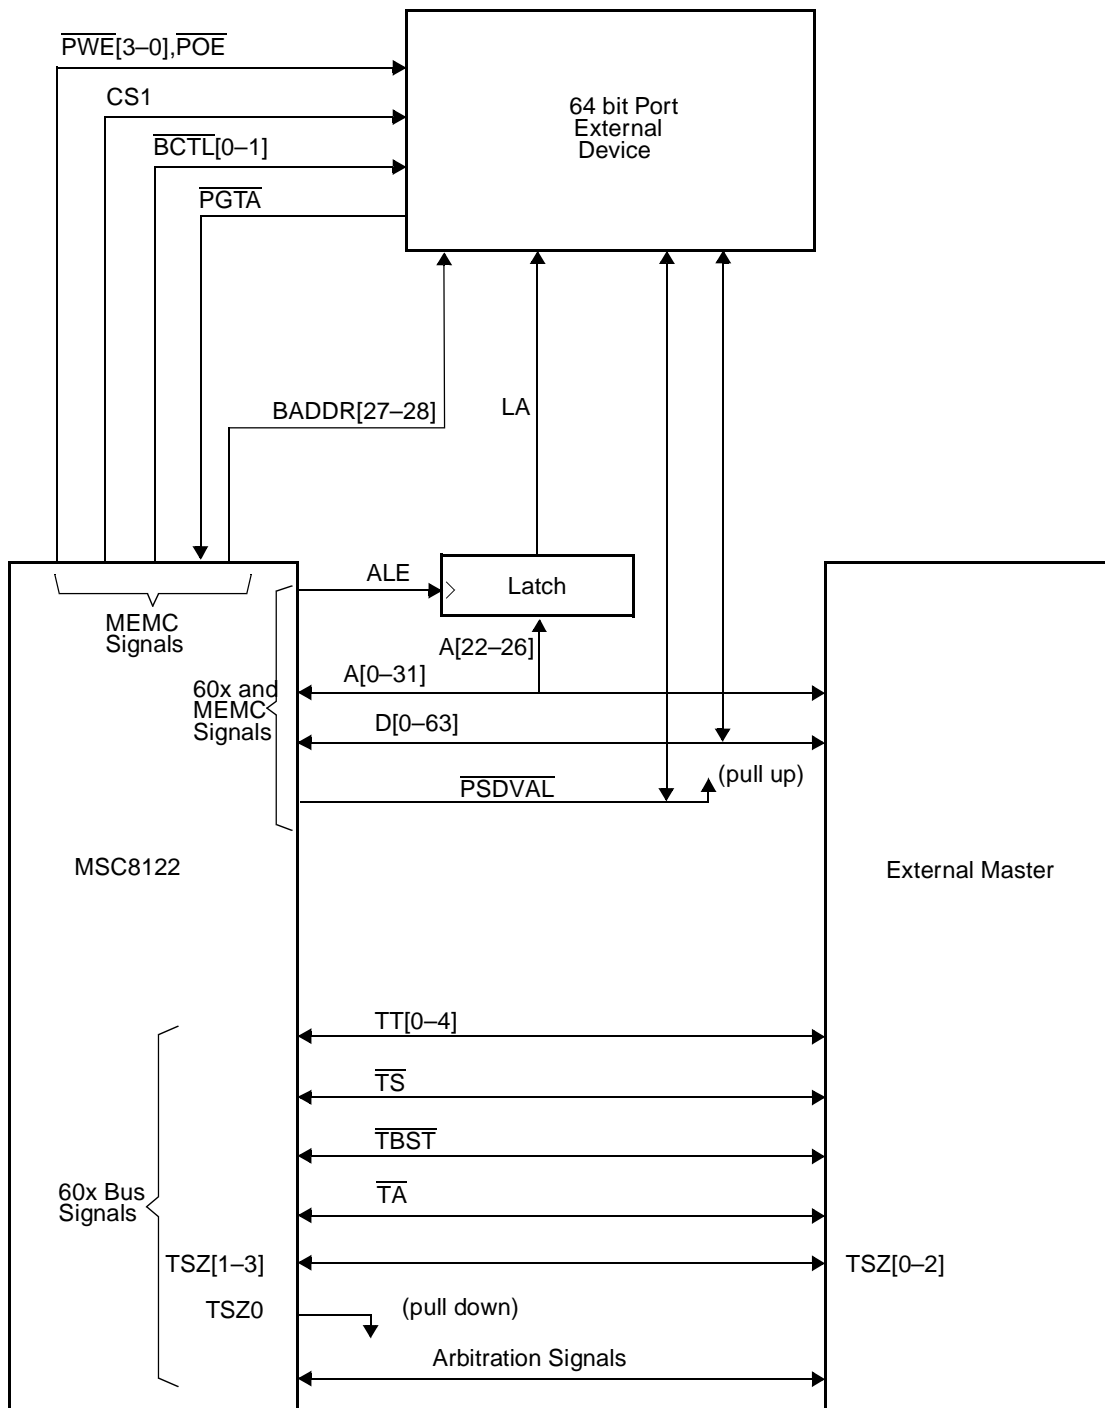 PWE[3–0],POE
CS1
BCTL[0–1]
PGTA
64 bit Port
External
Device
BADDR[27–28]
LA
ALE
Latch
MEMC
Signals
A[22–26]
A[0–31]
60x and
MEMC
Signals
D[0–63]
(pull up)
PSDVAL
MSC8122
External Master
TT[0–4]
TS
TBST
TA
60x Bus
Signals
TSZ[1–3]
TSZ[0–2]
TSZ0
(pull down)
Arbitration Signals